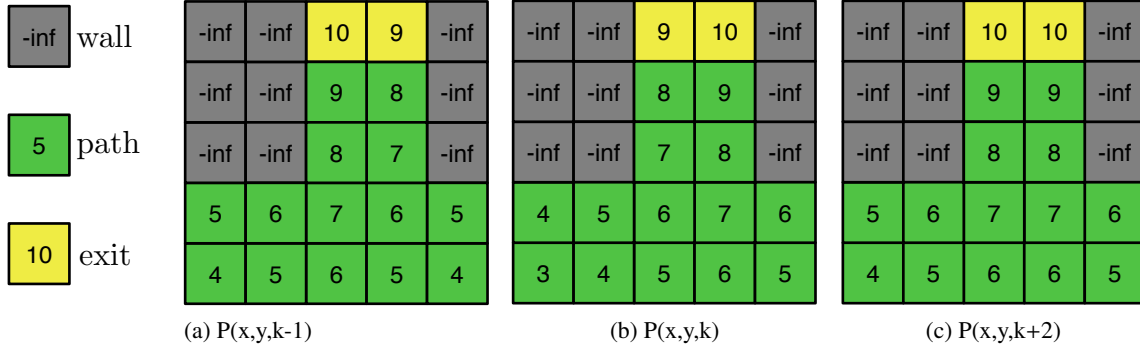 -inf wall
5 path
10 exit
-inf -inf 10 9 -inf
-inf -inf 9 8 -inf
-inf -inf 8 7 -inf
5 6 7 6 5
4 5 6 5 4
(a) P(x,y,k-1)
-inf -inf 9 10 -inf
-inf -inf 8 9 -inf
-inf -inf 7 8 -inf
4 5 6 7 6
3 4 5 6 5
(b) P(x,y,k)
-inf -inf 10 10 -inf
-inf -inf 9 9 -inf
-inf -inf 8 8 -inf
5 6 7 7 6
4 5 6 6 5
(c) P(x,y,k+2)